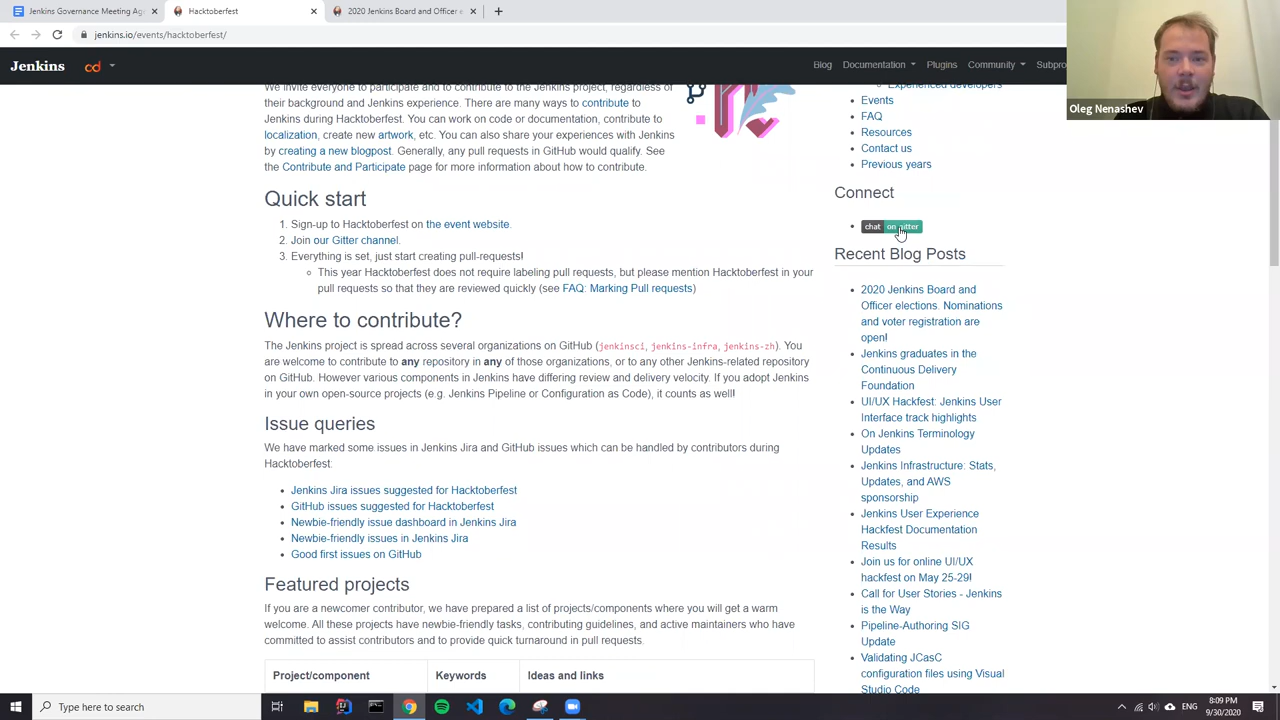 Jenkins Governance Meeting Ag
Hacktoberfest
2020 Jenkins Board and Officer e
jenkins.io/events/hacktoberfest/
Jenkins
cd
Blog
Documentation
Plugins
Community
Subpro
Oleg Nenashev
We invite everyone to participate and to contribute to the Jenkins project, regardless of
their background and Jenkins experience. There are many ways to contribute to
Jenkins during Hacktoberfest. You can work on code or documentation, contribute to
localization, create new artwork, etc. You can also share your experiences with Jenkins
by creating a new blogpost. Generally, any pull requests in GitHub would qualify. See
the Contribute and Participate page for more information about how to contribute.
Quick start
1. Sign-up to Hacktoberfest on the event website.
2. Join our Gitter channel.
3. Everything is set, just start creating pull-requests!
This year Hacktoberfest does not require labeling pull requests, but please mention Hacktoberfest in your
pull requests so that they are reviewed quickly (see FAQ: Marking Pull requests)
Where to contribute?
The Jenkins project is spread across several organizations on GitHub (jenkinsci, jenkins-infra, jenkins-zh). You
are welcome to contribute to any repository in any of those organizations, or to any other Jenkins-related repository
on GitHub. However various components in Jenkins have differing review and delivery velocity. If you adopt Jenkins
in your own open-source projects (e.g. Jenkins Pipeline or Configuration as Code), it counts as well!
Issue queries
We have marked some issues in Jenkins Jira and GitHub issues which can be handled by contributors during
Hacktoberfest:
Jenkins Jira issues suggested for Hacktoberfest
GitHub issues suggested for Hacktoberfest
Newbie-friendly issue dashboard in Jenkins Jira
Newbie-friendly issues in Jenkins Jira
Good first issues on GitHub
Featured projects
If you are a newcomer contributor, we have prepared a list of projects/components where you will get a warm
welcome. All these projects have newbie-friendly tasks, contributing guidelines, and active maintainers who have
committed to assist contributors and to provide quick turnaround in pull requests.
Project/component
Keywords
Ideas and links
Experienced developers
Events
FAQ
Resources
Contact us
Previous years
Connect
chat on gitter
Recent Blog Posts
2020 Jenkins Board and
Officer elections. Nominations
and voter registration are
open!
Jenkins graduates in the
Continuous Delivery
Foundation
UI/UX Hackfest: Jenkins User
Interface track highlights
On Jenkins Terminology
Updates
Jenkins Infrastructure: Stats,
Updates, and AWS
sponsorship
Jenkins User Experience
Hackfest Documentation
Results
Join us for online UI/UX
hackfest on May 25-29!
Call for User Stories - Jenkins
is the Way
Pipeline-Authoring SIG
Update
Validating JCasC
configuration files using Visual
Studio Code
Type here to search
ENG
8:09 PM
9/30/2020